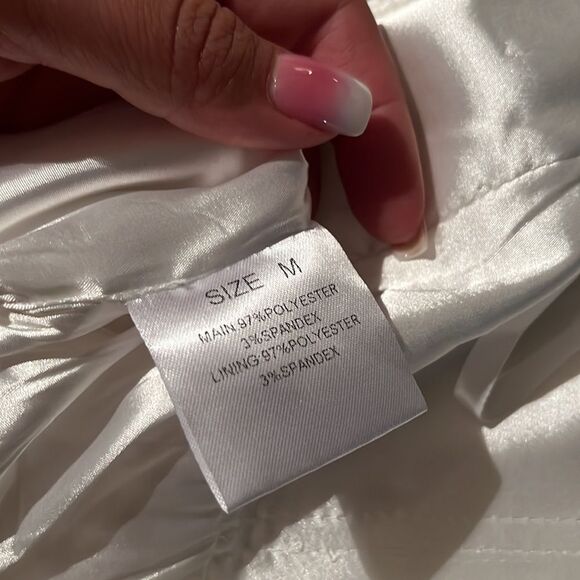 SIZE M
MAIN 97%POLYESTER
3%SPANDEX
LINING 97%POLYESTER
3%SPANDEX